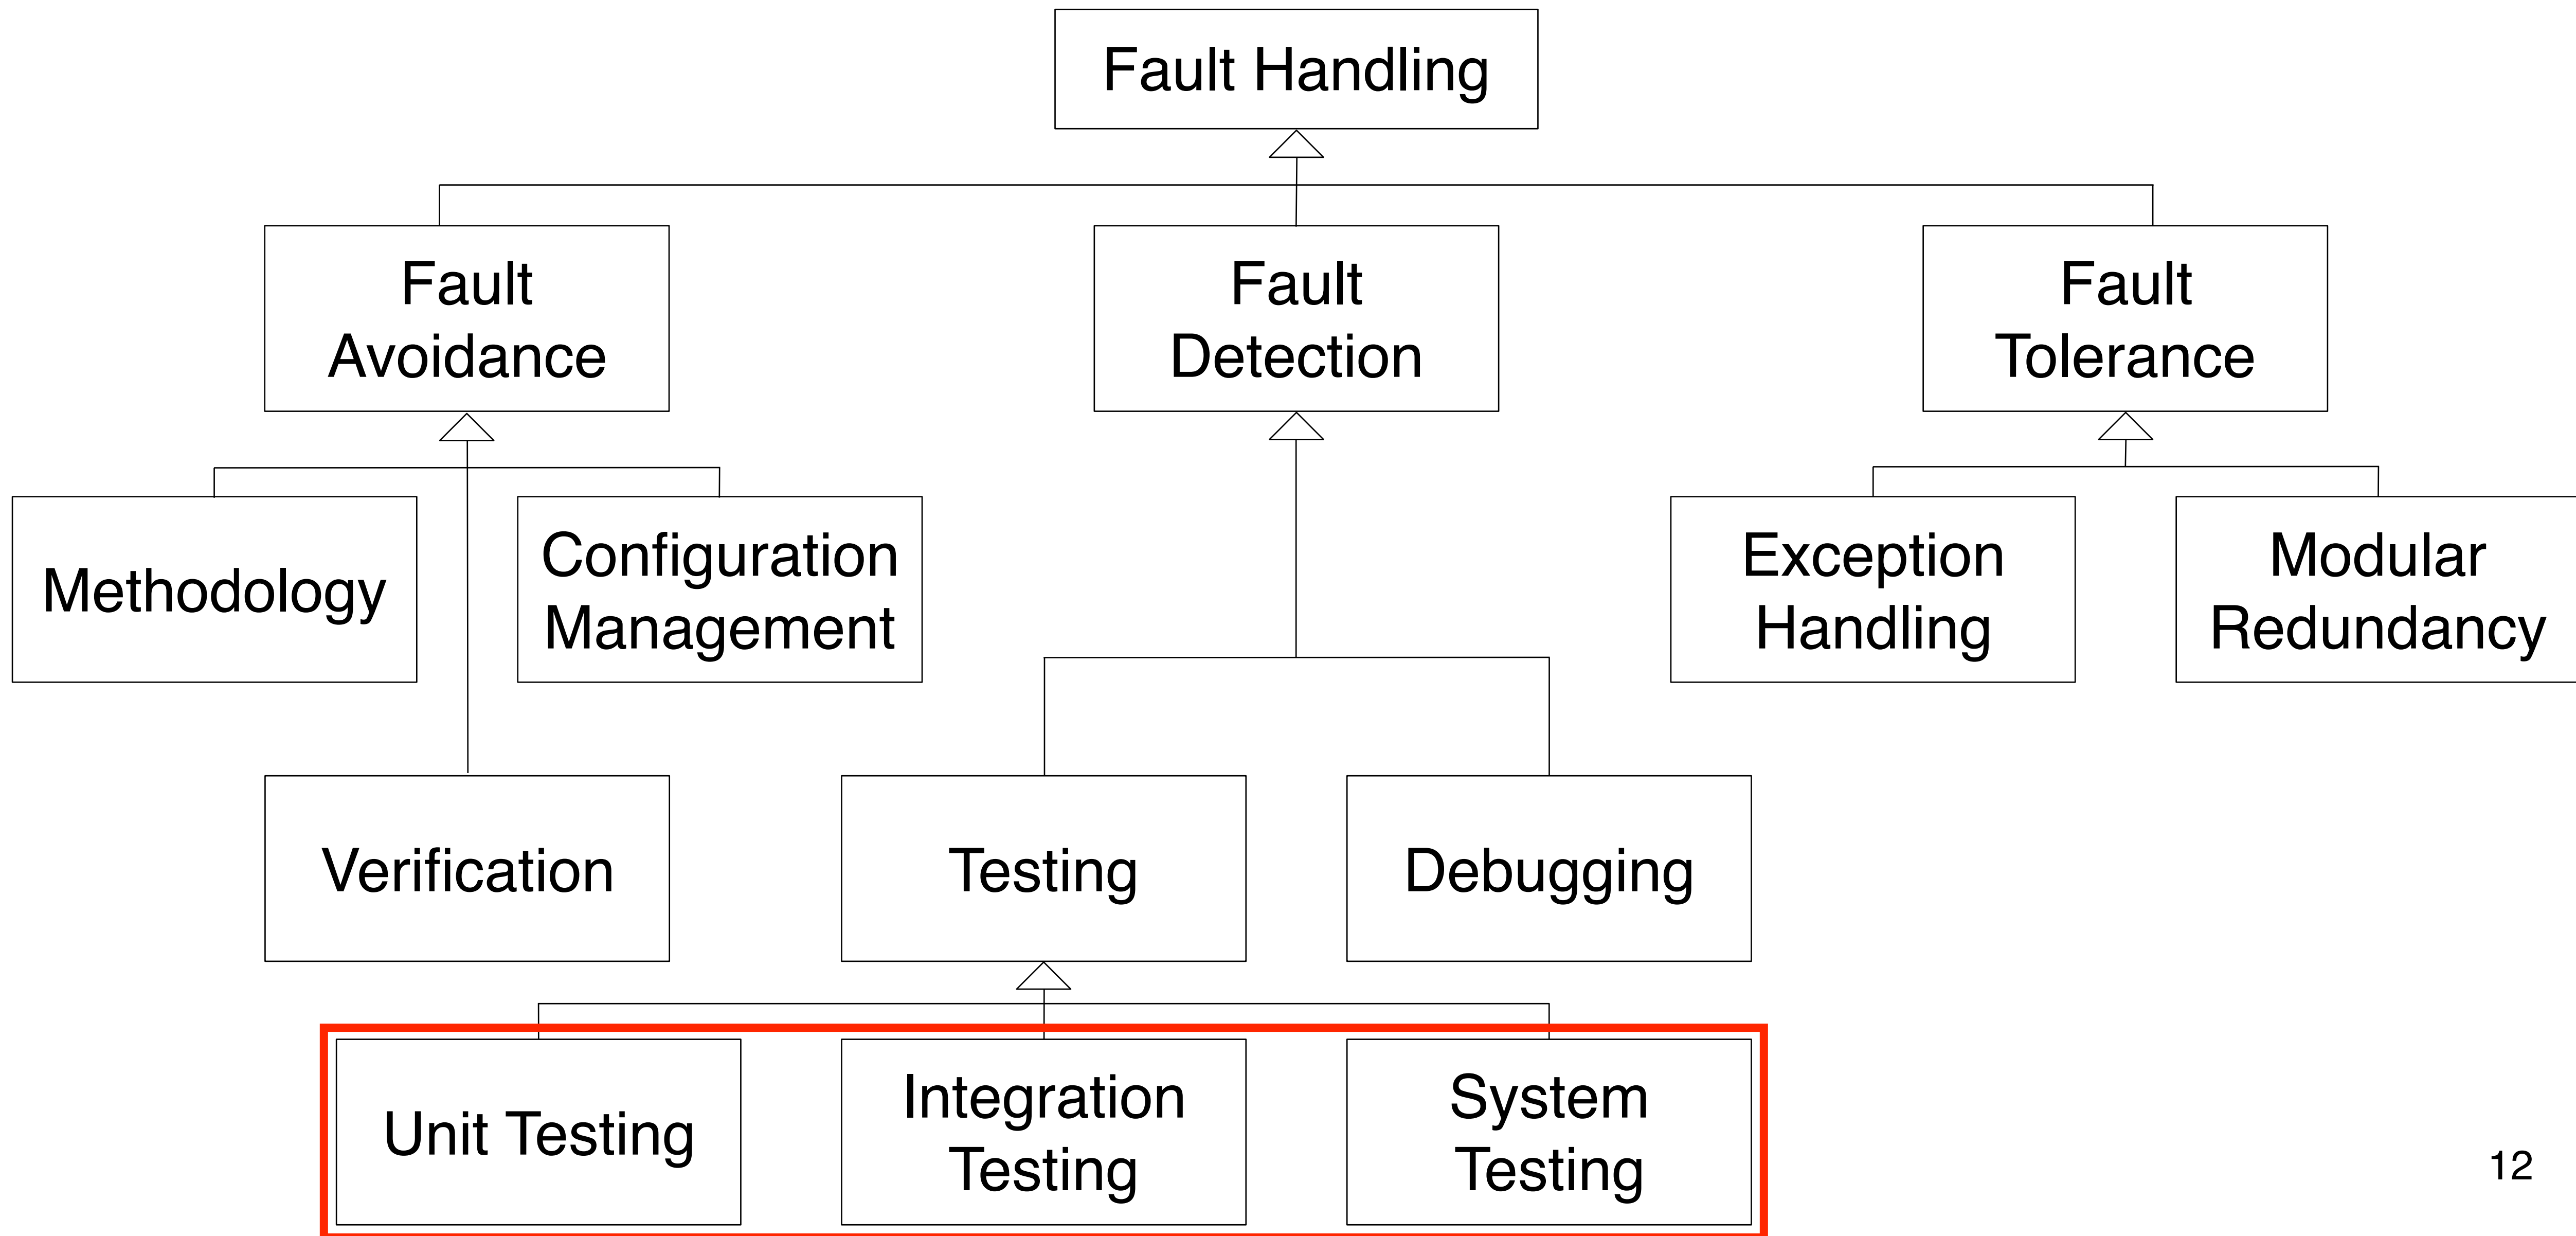 Fault Handling
Fault
Avoidance
Fault
Detection
Fault
Tolerance
Methodology
Configuration
Management
Exception
Handling
Modular
Redundancy
Verification
Testing
Debugging
Unit Testing
Integration
Testing
System
Testing
12